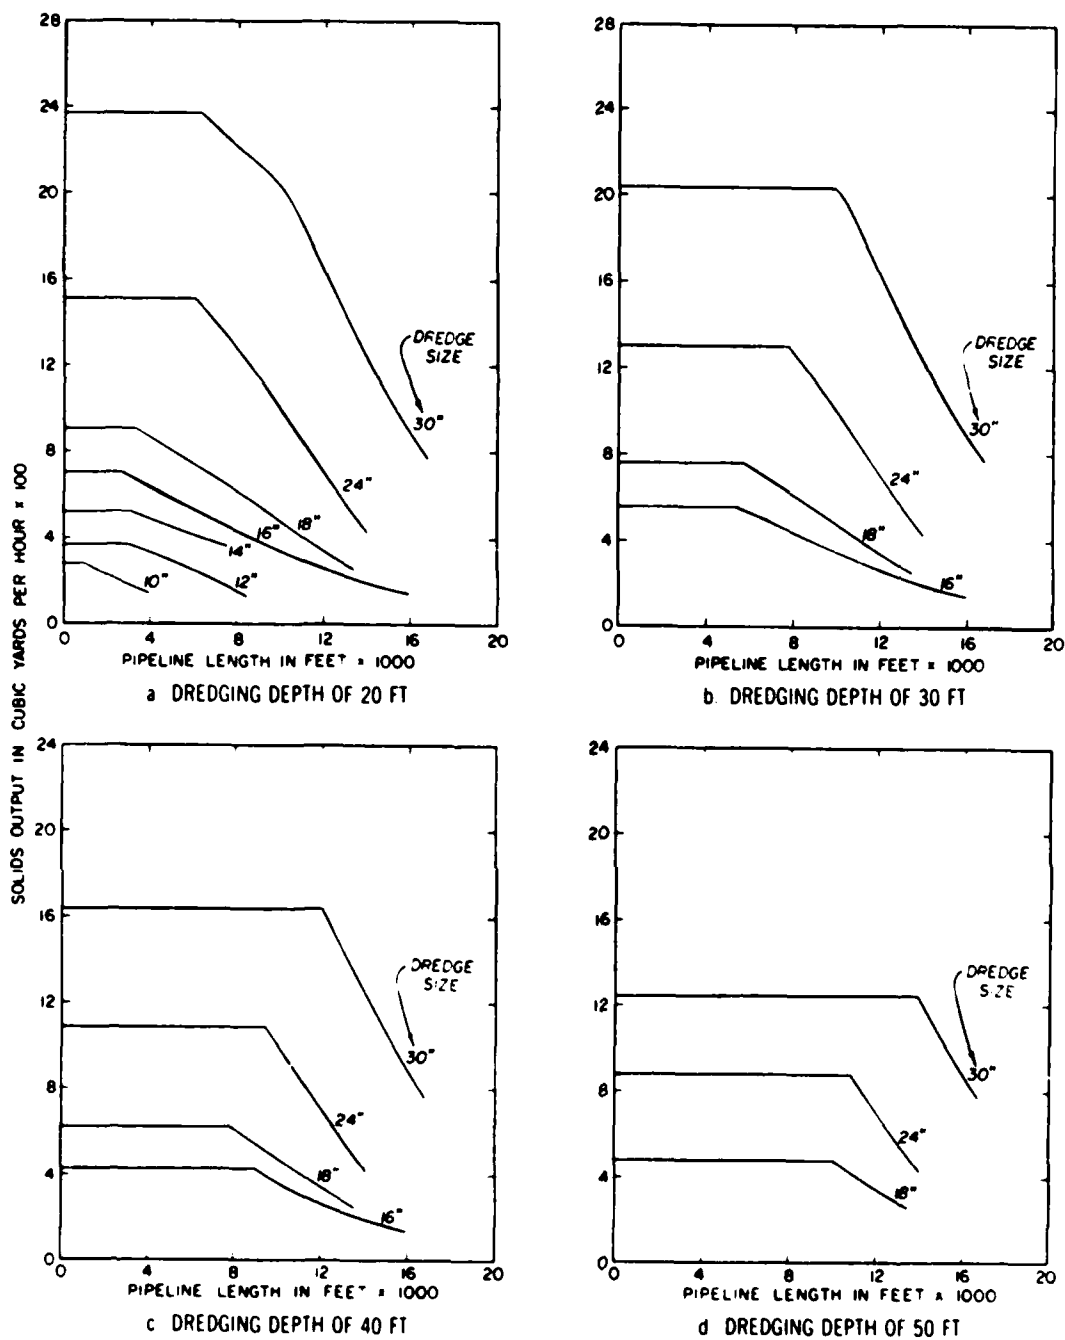 SOLIDS OUTPUT IN CUBIC YARDS PER HOUR × 100
28
24
20
16
12
8
4
0
DREDGE
SIZE
30"
24"
18"
16"
14"
12"
10"
0 4 8 12 16 20
PIPELINE LENGTH IN FEET × 1000
a DREDGING DEPTH OF 20 FT
28
24
20
16
12
8
4
0
DREDGE
SIZE
30"
24"
18"
16"
0 4 8 12 16 20
PIPELINE LENGTH IN FEET × 1000
b. DREDGING DEPTH OF 30 FT
24
20
16
12
8
4
0
DREDGE
SIZE
30"
24"
18"
16"
0 4 8 12 16 20
PIPELINE LENGTH IN FEET × 1000
c DREDGING DEPTH OF 40 FT
24
20
16
12
8
4
0
DREDGE
SIZE
30"
24"
18"
0 4 8 12 16 20
PIPELINE LENGTH IN FEET × 1000
d DREDGING DEPTH OF 50 FT